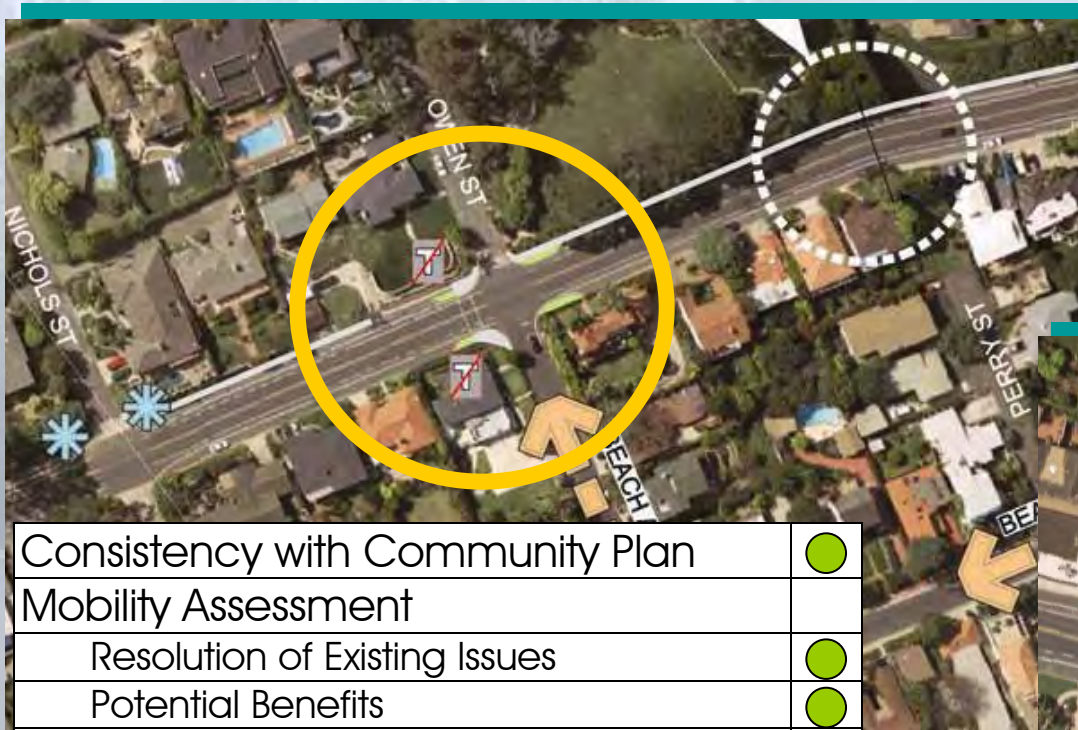 OWEN ST
NICHOLS ST
T
T
PERRY ST
BEACH
BEA
Consistency with Community Plan
Mobility Assessment
Resolution of Existing Issues
Potential Benefits